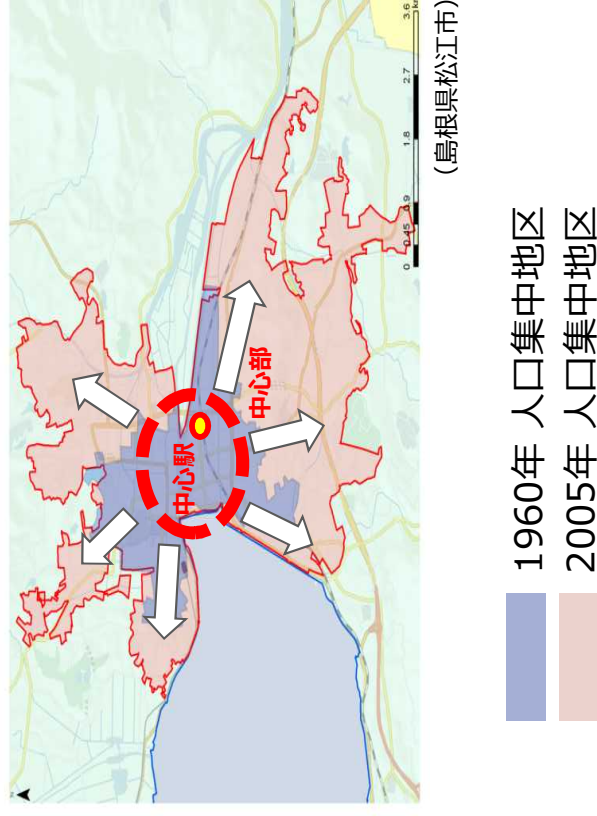 中心駅
中心部
0 0.45 0.9 1.8 2.7 3.6
(島根県松江市)
1960年 人口集中地区
2005年 人口集中地区